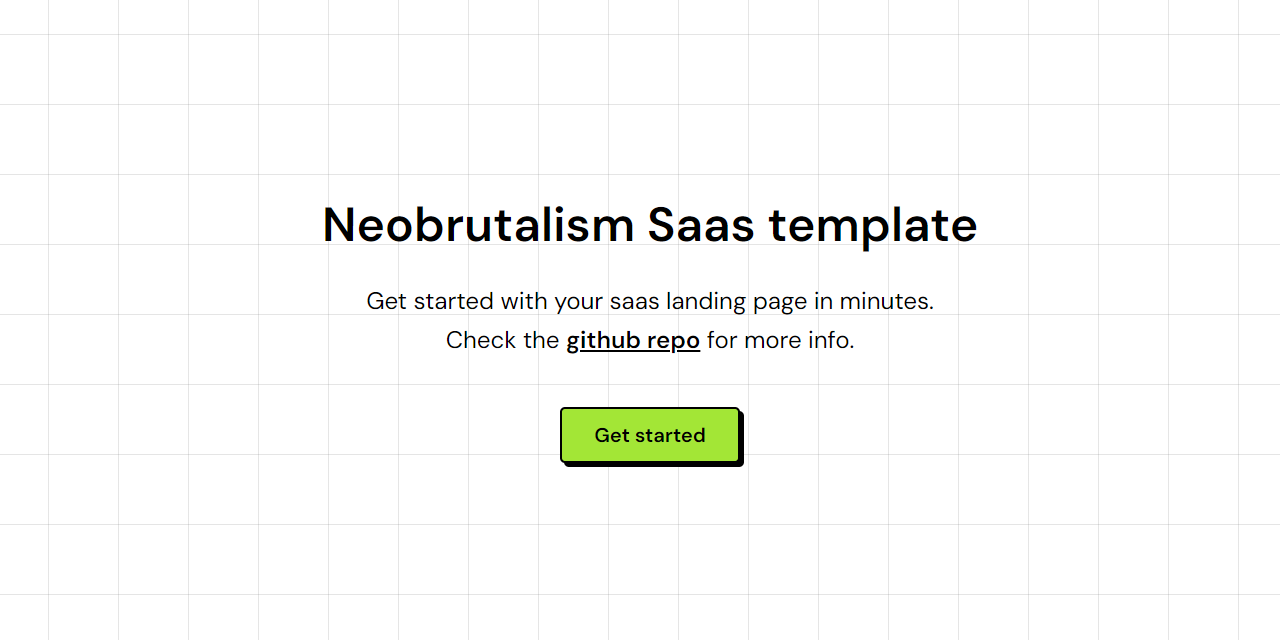 Neobrutalism Saas template
Get started with your saas landing page in minutes.
Check the github repo for more info.
Get started